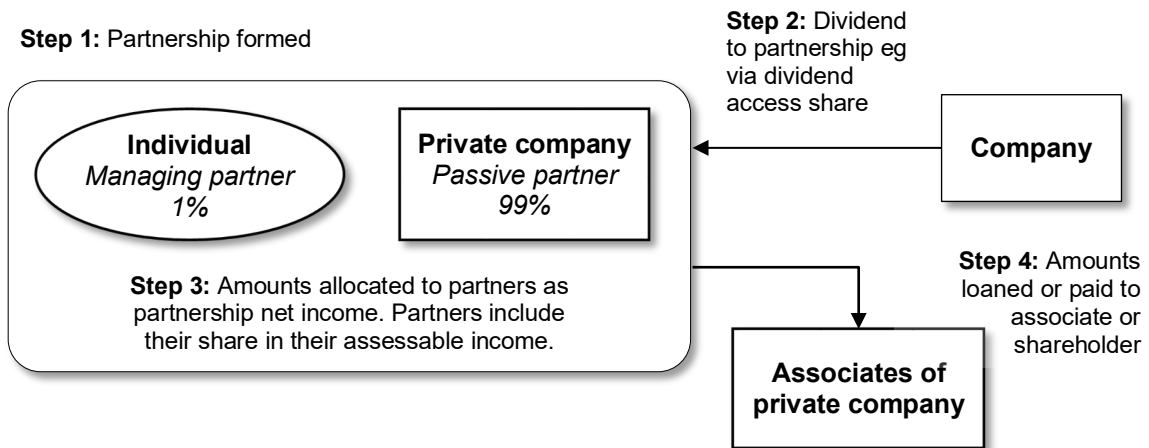 Step 1: Partnership formed
Step 2: Dividend
to partnership eg
via dividend
access share
Individual
Managing partner
1%
Private company
Passive partner
99%
Company
Step 3: Amounts allocated to partners as
partnership net income. Partners include
their share in their assessable income.
Step 4: Amounts
loaned or paid to
associate or
shareholder
Associates of
private company